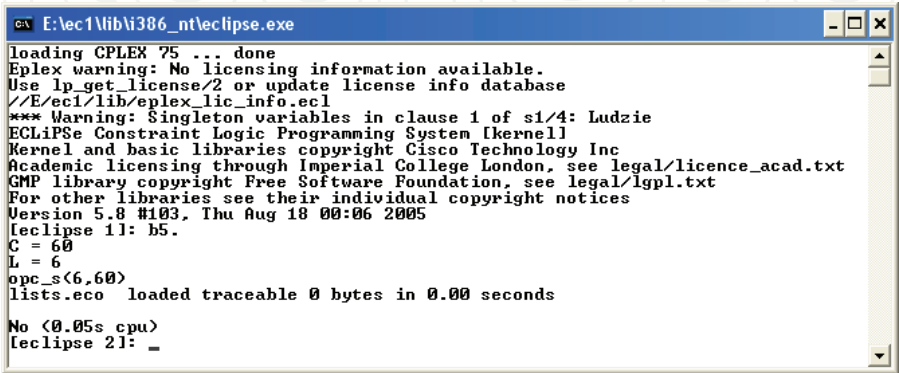 E:\ec1\lib\i386_nt\eclipse.exe
loading CPLEX 75 ... done
Eplex warning: No licensing information available.
Use lp_get_license/2 or update license info database
//E/ec1/lib/eplex_lic_info.ecl
*** Warning: Singleton variables in clause 1 of s1/4: Ludzie
ECLiPSe Constraint Logic Programming System [kernel]
Kernel and basic libraries copyright Cisco Technology Inc
Academic licensing through Imperial College London, see legal/licence_acad.txt
GMP library copyright Free Software Foundation, see legal/lgpl.txt
For other libraries see their individual copyright notices
Version 5.8 #103, Thu Aug 18 00:06 2005
[eclipse 1]: b5.
C = 60
L = 6
opc_s(6,60)
lists.eco  loaded traceable 0 bytes in 0.00 seconds
No (0.05s cpu)
[eclipse 2]: _